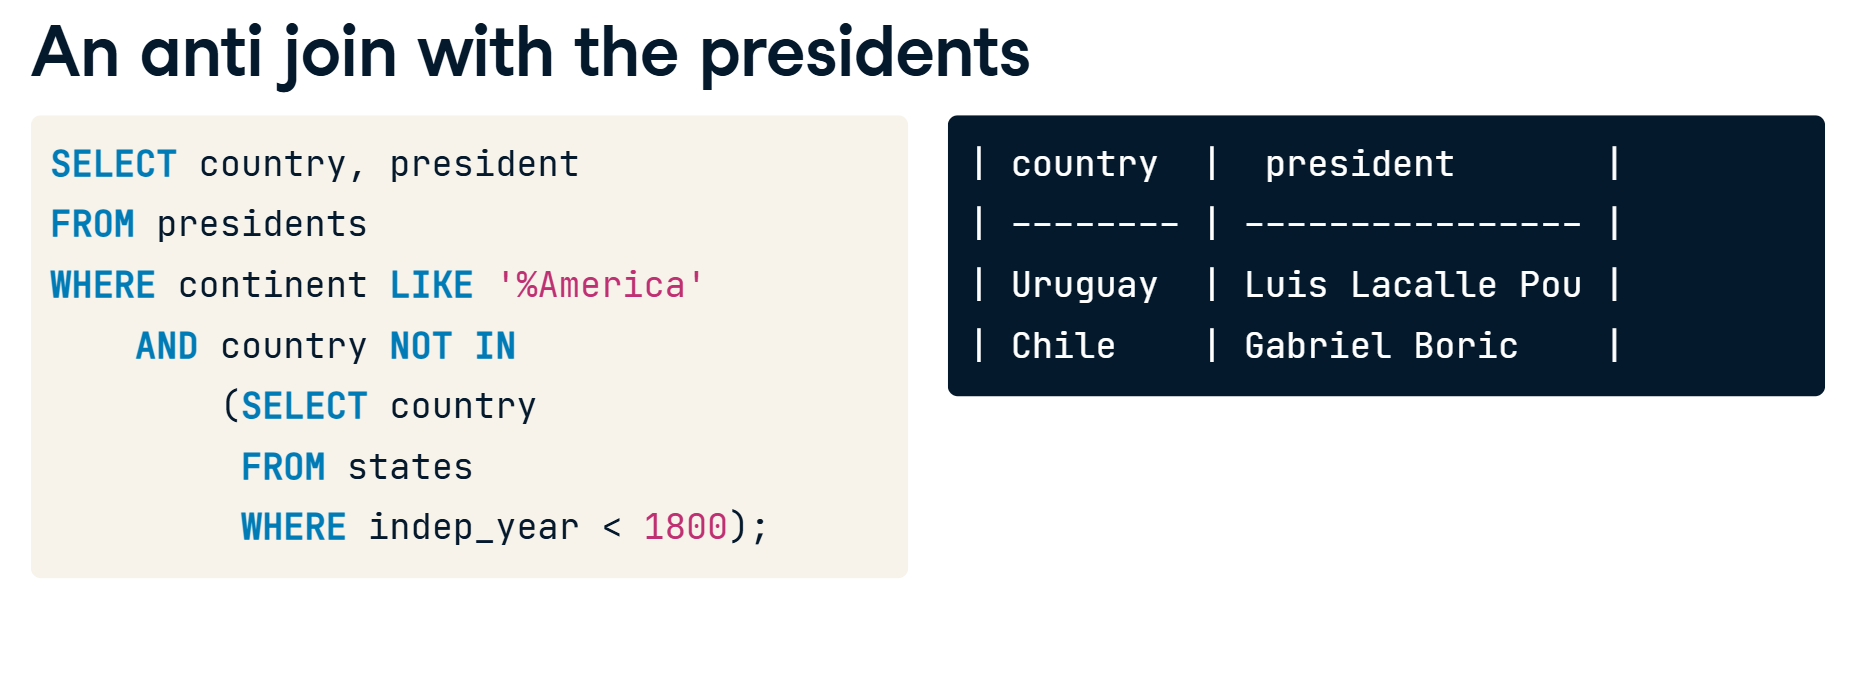 An anti join with the presidents
SELECT country, president
FROM presidents
WHERE continent LIKE '%America'
    AND country NOT IN
        (SELECT country
         FROM states
         WHERE indep_year < 1800);
| country  |  president       |
| -------- | ---------------- |
| Uruguay  | Luis Lacalle Pou |
| Chile    | Gabriel Boric    |